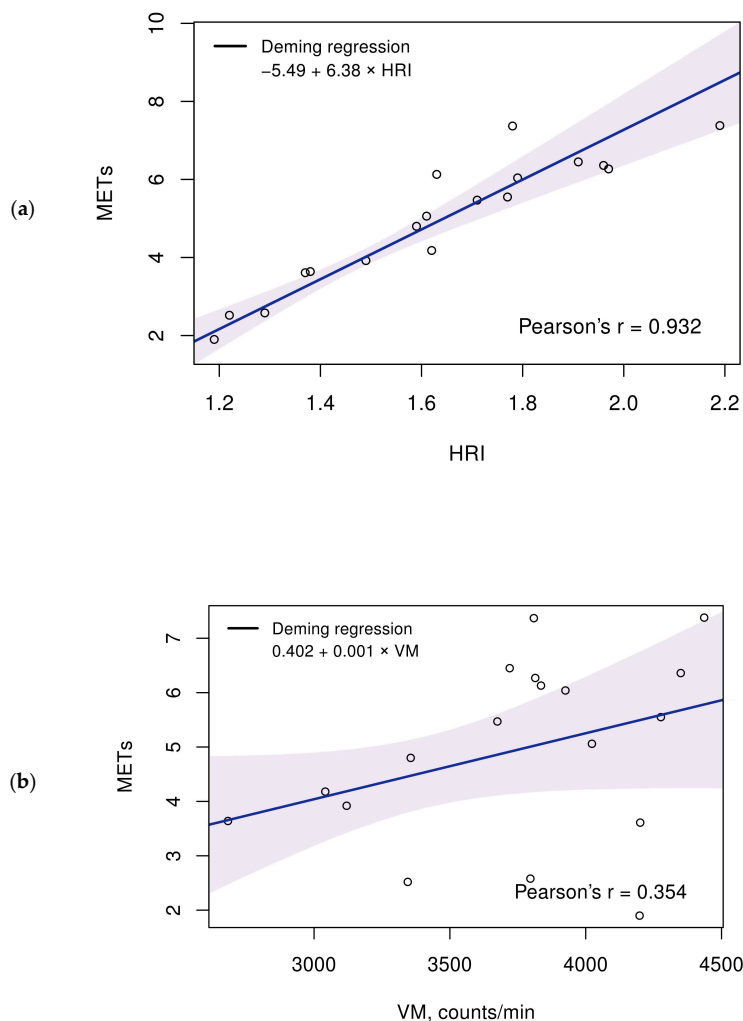 (a)
METs
10
8
6
4
2
Deming regression
−5.49 + 6.38 × HRI
Pearson's r = 0.932
1.2 1.4 1.6 1.8 2.0 2.2
HRI
(b)
METs
7
6
5
4
3
2
Deming regression
0.402 + 0.001 × VM
Pearson's r = 0.354
3000 3500 4000 4500
VM, counts/min